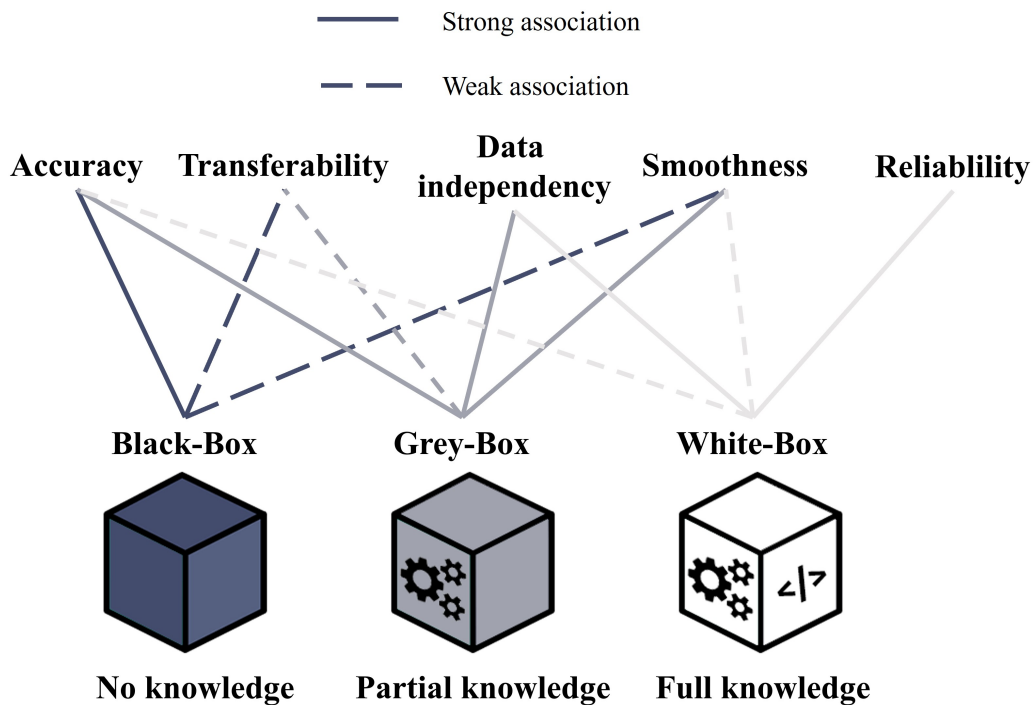 Strong association
Weak association
Accuracy
Transferability
Data
independency
Smoothness
Reliablility
Black-Box
Grey-Box
White-Box
</>
No knowledge
Partial knowledge
Full knowledge